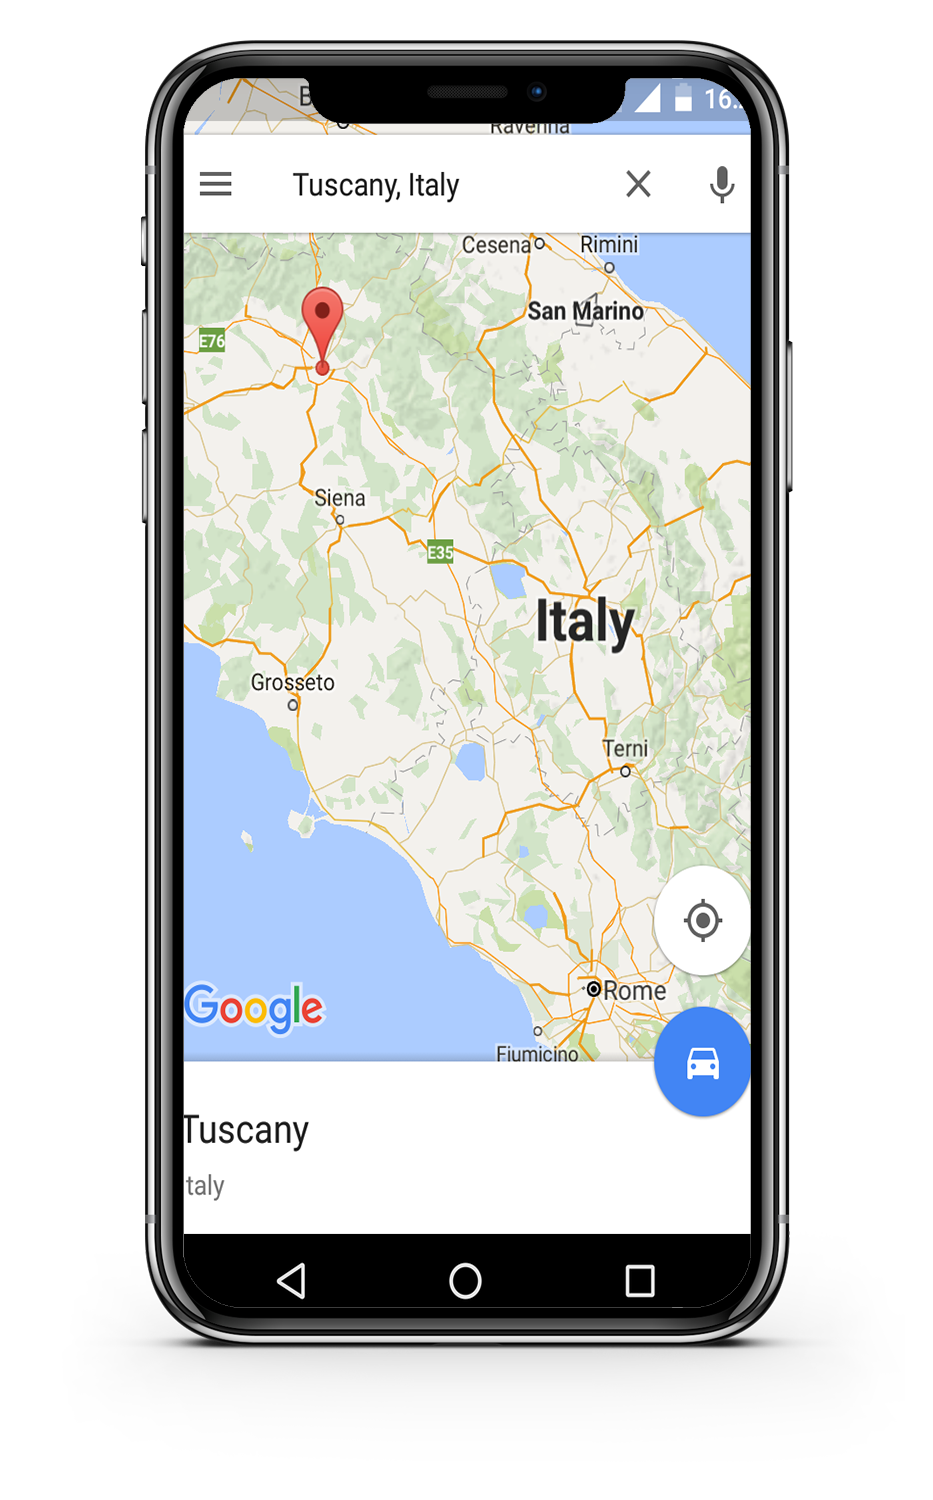 B
16:
Ravenna
Tuscany, Italy
Cesena
Rimini
San Marino
E76
Siena
E35
Italy
Grosseto
Terni
Rome
Google
Fiumicino
Tuscany
taly